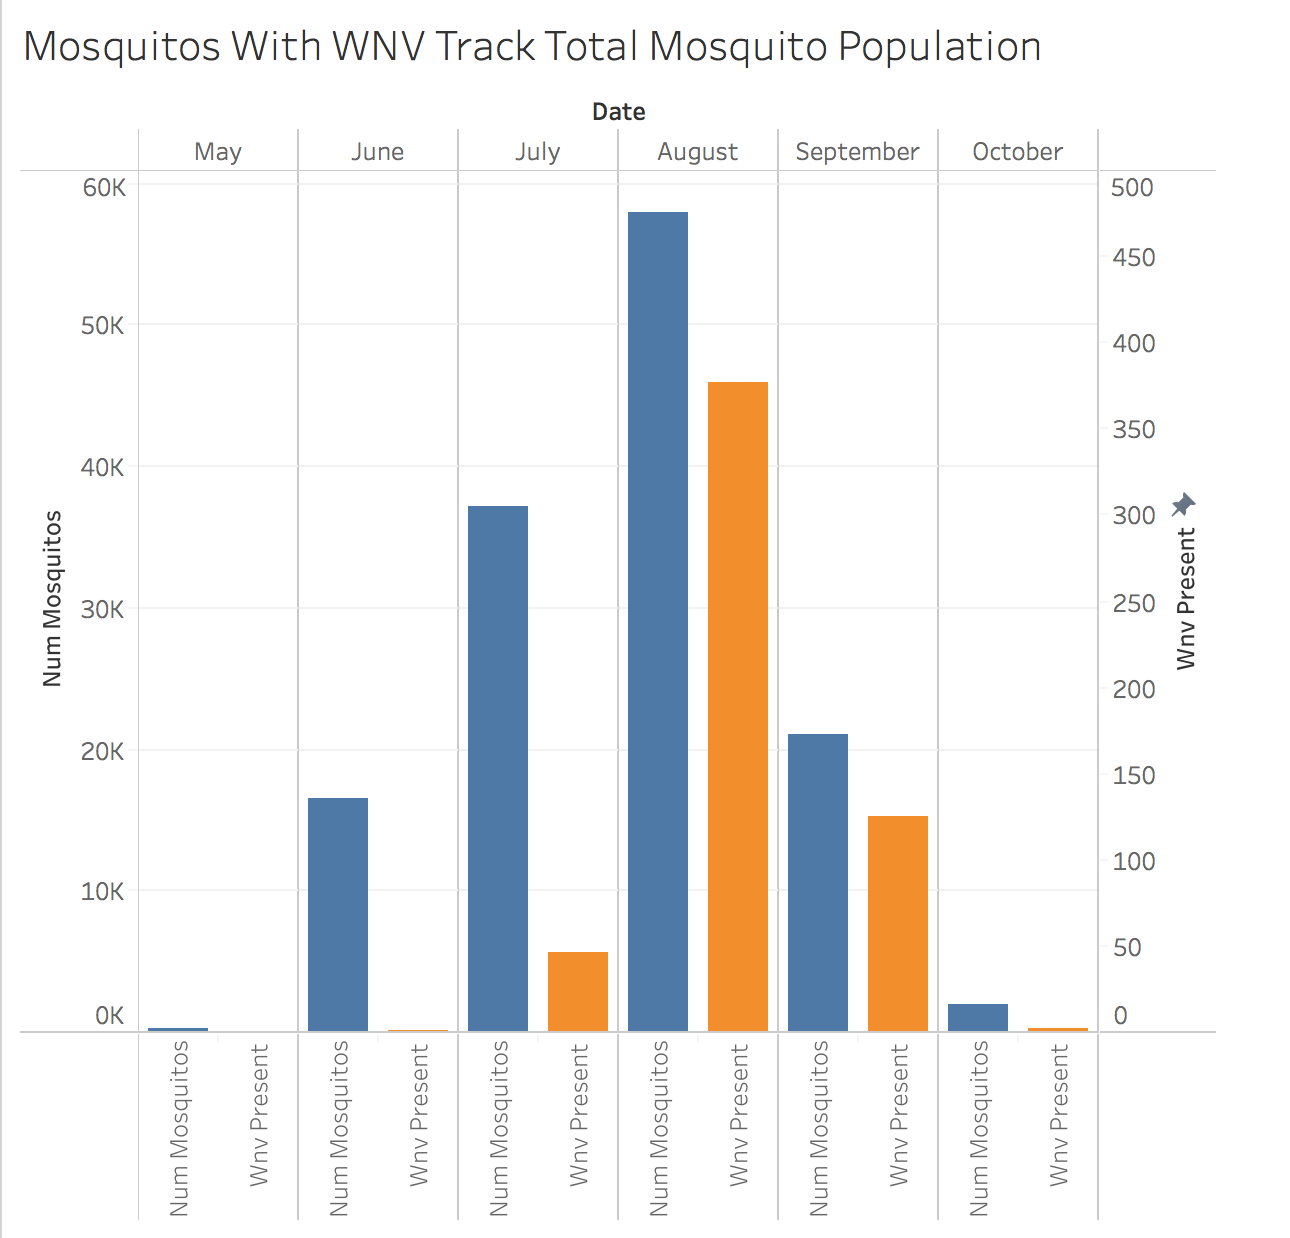 Mosquitos With WNV Track Total Mosquito Population
Date
May June July August September October
60K
50K
40K
30K
20K
10K
0K
Num Mosquitos
500
450
400
350
300
250
200
150
100
50
0
Wnv Present
Num Mosquitos
Wnv Present
Num Mosquitos
Wnv Present
Num Mosquitos
Wnv Present
Num Mosquitos
Wnv Present
Num Mosquitos
Wnv Present
Num Mosquitos
Wnv Present